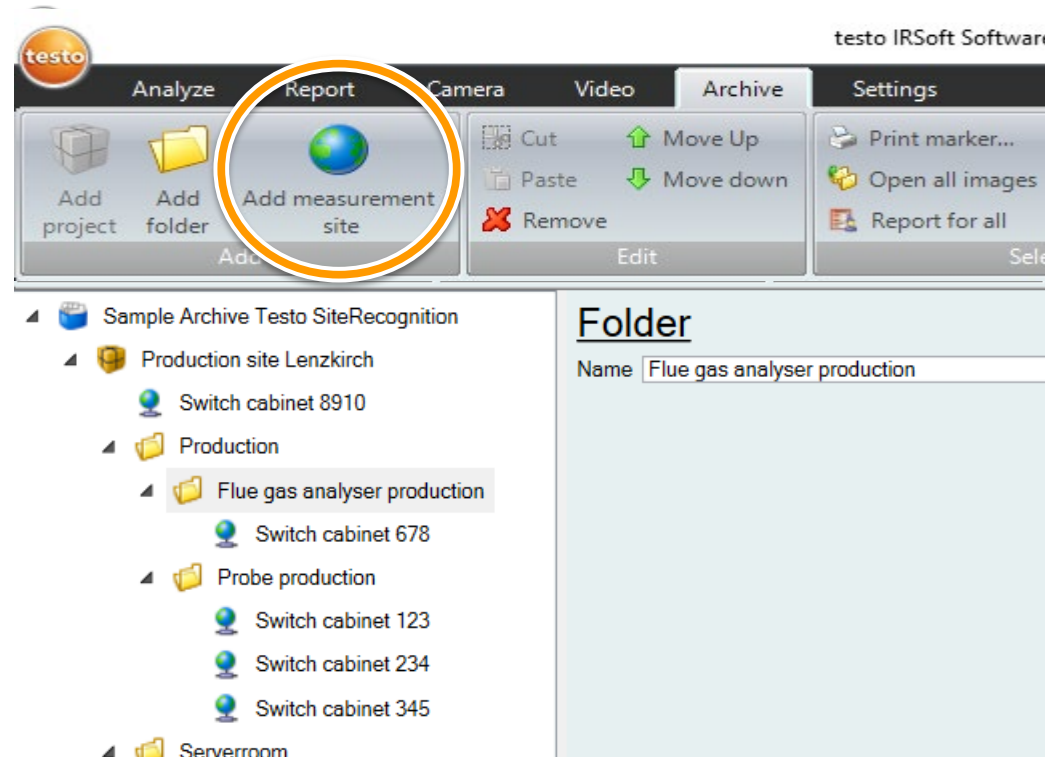 testo IRSoft Software
testo
Analyze Report Camera Video Archive Settings
Add project
Add folder
Add measurement site
Cut
Paste
Remove
Move Up
Move down
Print marker...
Open all images
Report for all
Add
Edit
Sele
Sample Archive Testo SiteRecognition
Production site Lenzkirch
Switch cabinet 8910
Production
Flue gas analyser production
Switch cabinet 678
Probe production
Switch cabinet 123
Switch cabinet 234
Switch cabinet 345
Serverroom
Folder
Name Flue gas analyser production